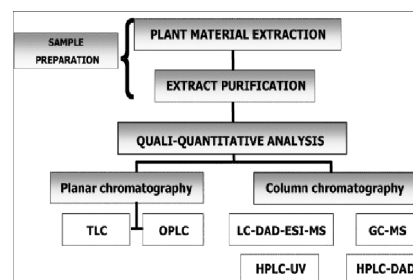 PLANT MATERIAL EXTRACTION
SAMPLE
PREPARATION
EXTRACT PURIFICATION
QUALI-QUANTITATIVE ANALYSIS
Planar chromatography
Column chromatography
TLC
OPLC
LC-DAD-ESI-MS
GC-MS
HPLC-UV
HPLC-DAD